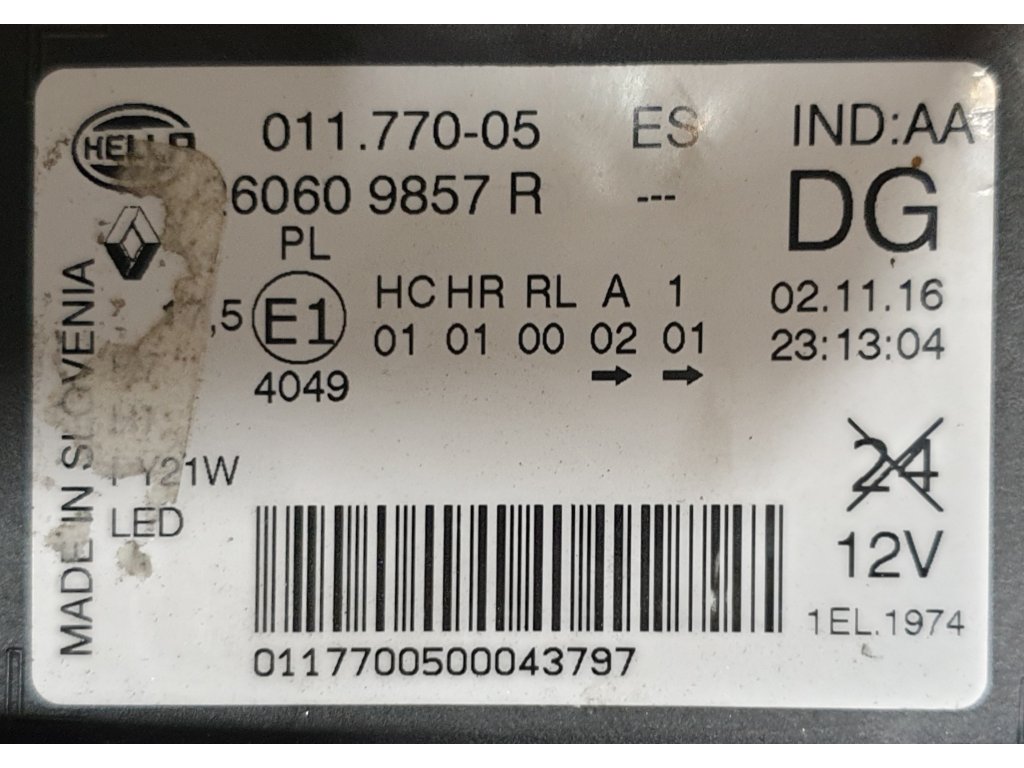 HELLA 011.770-05 ES IND:AA
6060 9857 R --- DG
PL
HC HR RL A 1 02.11.16
,5 E1 01 01 00 02 01 23:13:04
4049
MADE IN SLOVENIA
24
Y21W
LED
12V
1EL.1974
0117700500043797